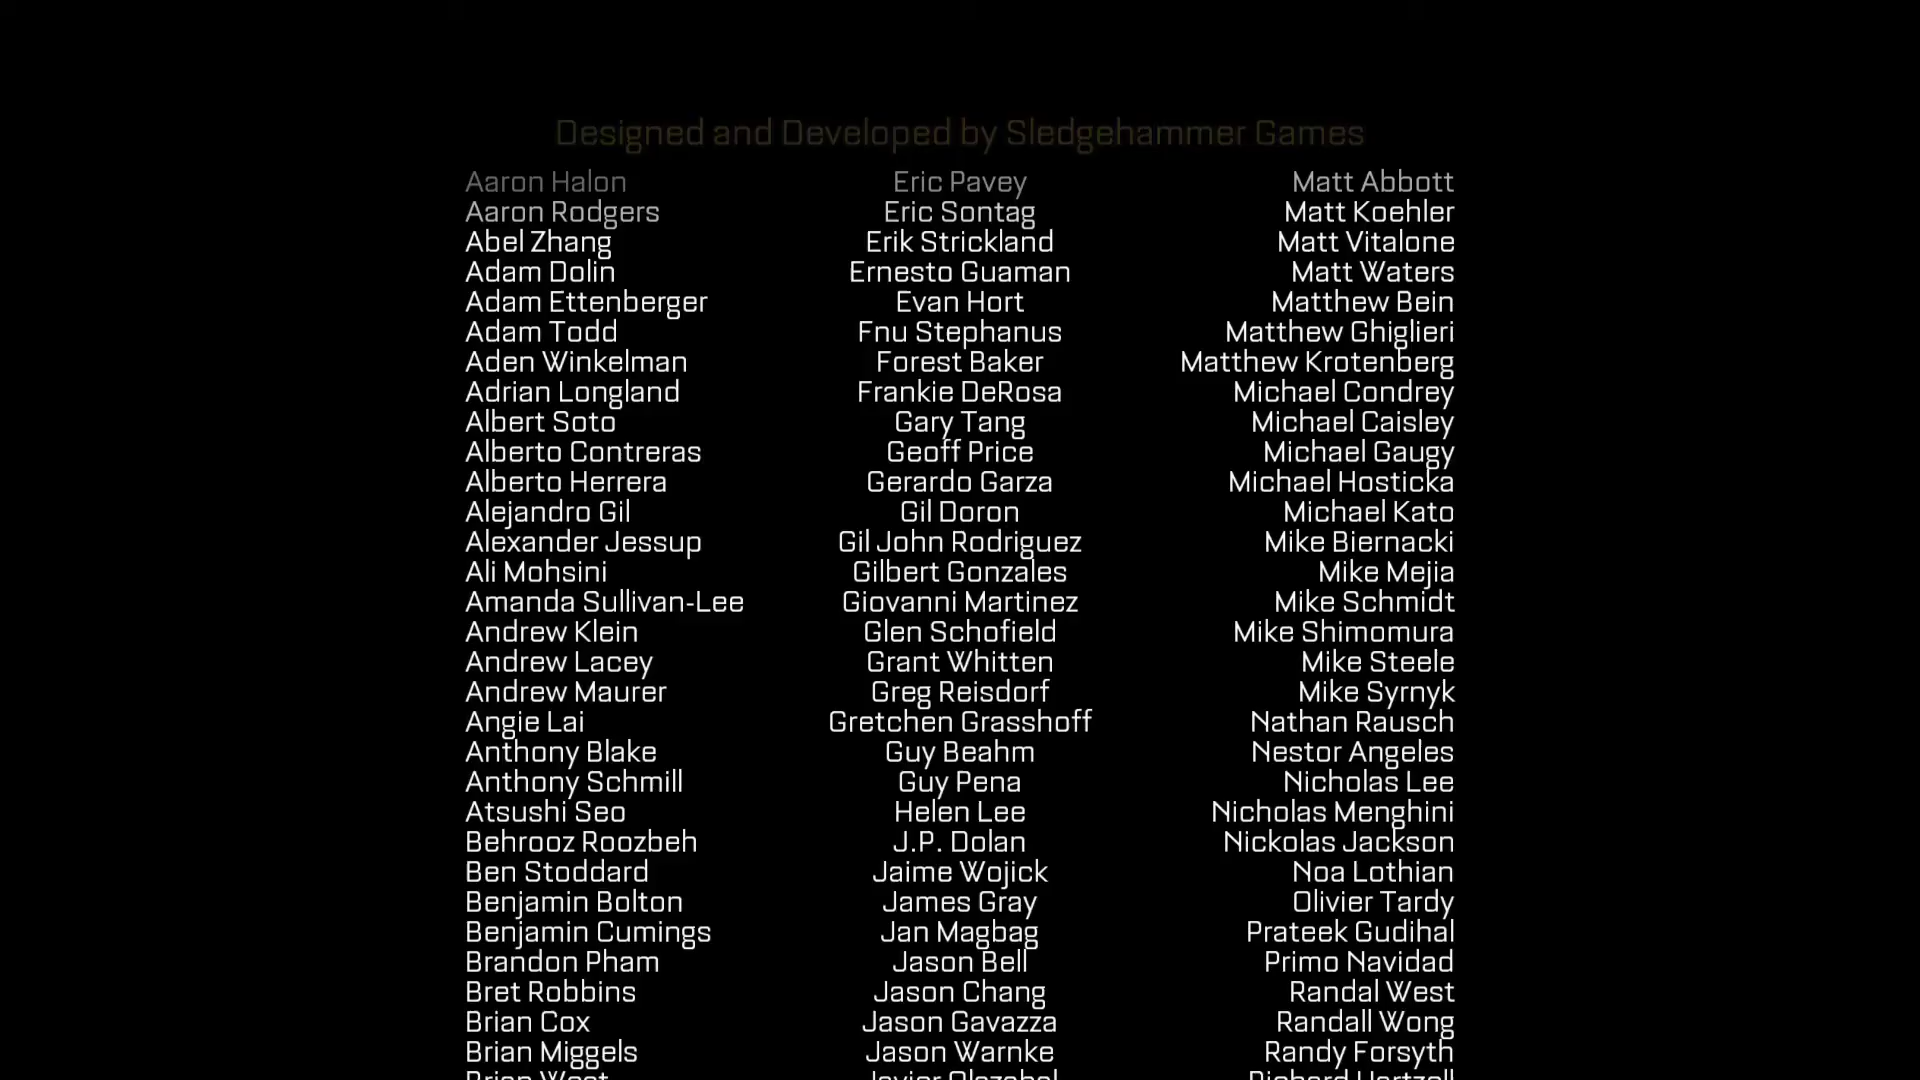 Designed and Developed by Sledgehammer Games
Aaron Halon Eric Pavey Matt Abbott
Aaron Rodgers Eric Sontag Matt Koehler
Abel Zhang Erik Strickland Matt Vitalone
Adam Dolin Ernesto Guaman Matt Waters
Adam Ettenberger Evan Hort Matthew Bein
Adam Todd Fnu Stephanus Matthew Ghiglieri
Aden Winkelman Forest Baker Matthew Krotenberg
Adrian Longland Frankie DeRosa Michael Condrey
Albert Soto Gary Tang Michael Caisley
Alberto Contreras Geoff Price Michael Gaugy
Alberto Herrera Gerardo Garza Michael Hosticka
Alejandro Gil Gil Doron Michael Kato
Alexander Jessup Gil John Rodriguez Mike Biernacki
Ali Mohsini Gilbert Gonzales Mike Mejia
Amanda Sullivan-Lee Giovanni Martinez Mike Schmidt
Andrew Klein Glen Schofield Mike Shimomura
Andrew Lacey Grant Whitten Mike Steele
Andrew Maurer Greg Reisdorf Mike Syrnyk
Angie Lai Gretchen Grasshoff Nathan Rausch
Anthony Blake Guy Beahm Nestor Angeles
Anthony Schmill Guy Pena Nicholas Lee
Atsushi Seo Helen Lee Nicholas Menghini
Behrooz Roozbeh J.P. Dolan Nickolas Jackson
Ben Stoddard Jaime Wojick Noa Lothian
Benjamin Bolton James Gray Olivier Tardy
Benjamin Cumings Jan Magbag Prateek Gudihal
Brandon Pham Jason Bell Primo Navidad
Bret Robbins Jason Chang Randal West
Brian Cox Jason Gavazza Randall Wong
Brian Miggels Jason Warnke Randy Forsyth